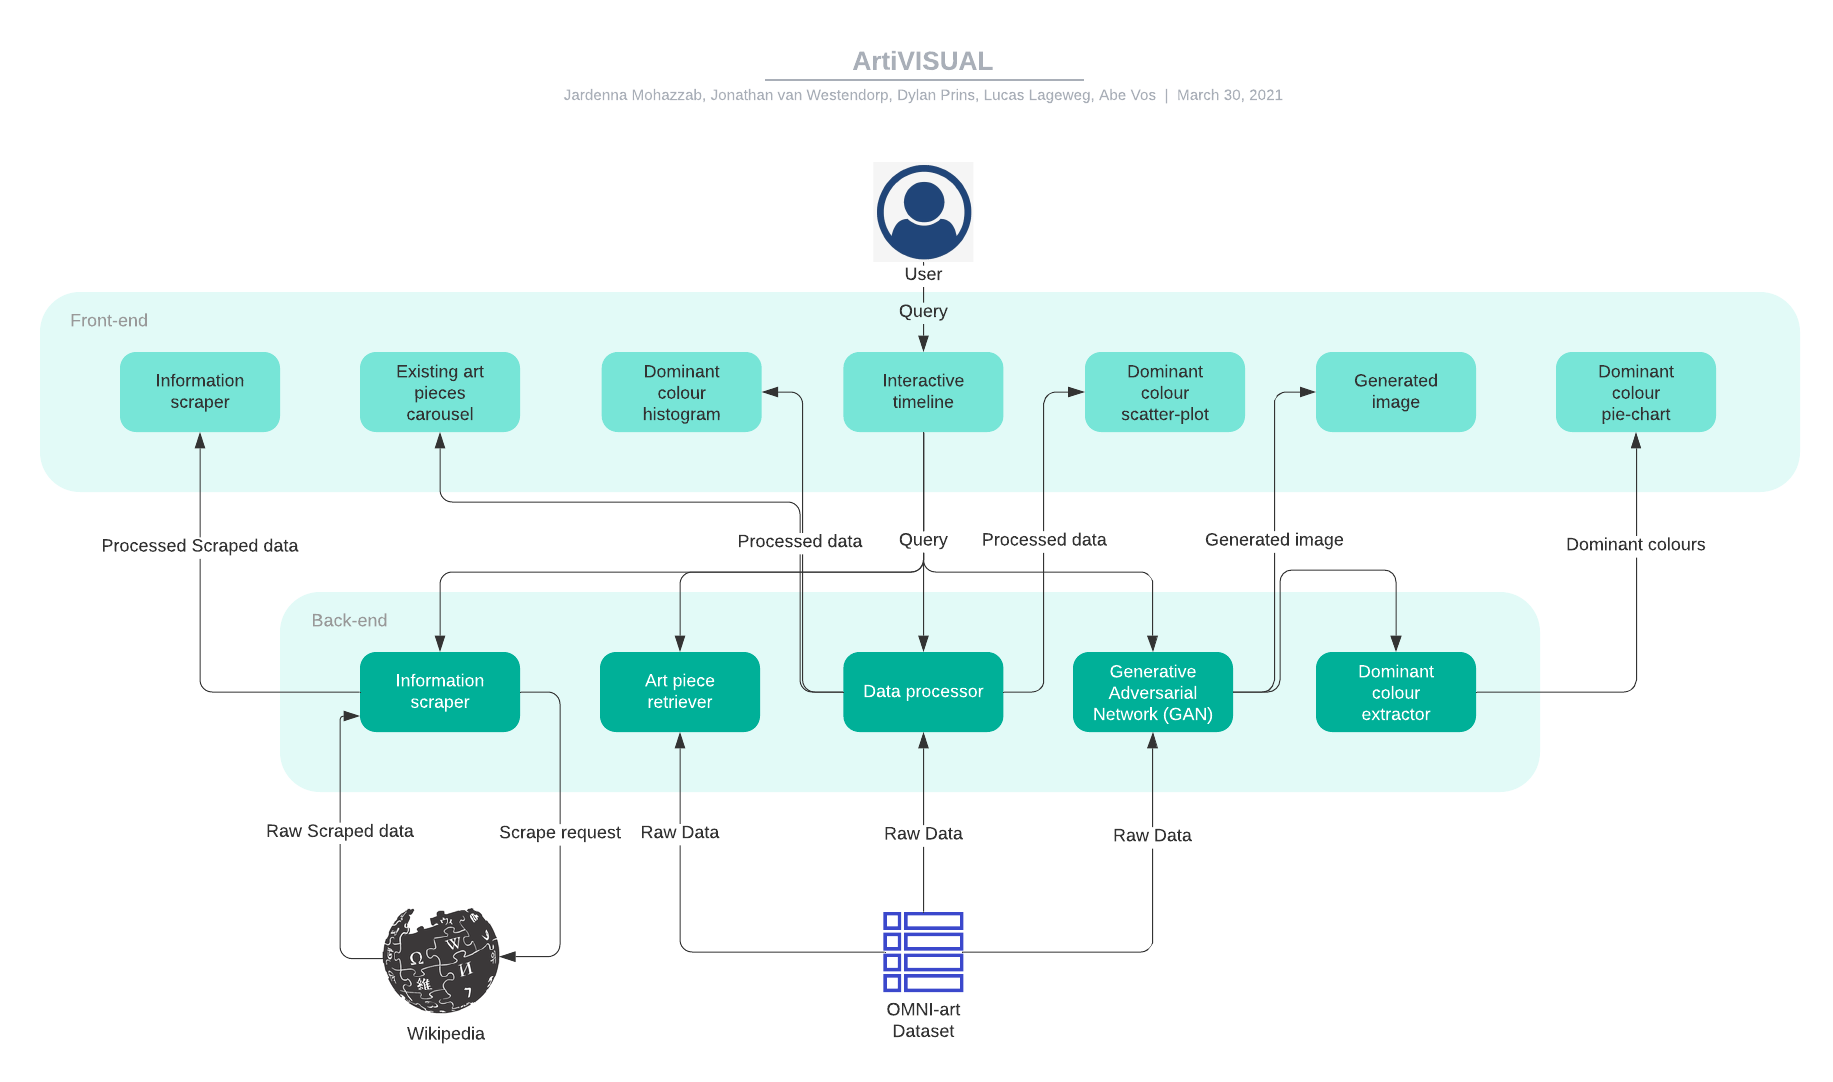 ArtiVISUAL
Jardenna Mohazzab, Jonathan van Westendorp, Dylan Prins, Lucas Lageweg, Abe Vos | March 30, 2021
User
Query
Front-end
Information
scraper
Existing art
pieces
carousel
Dominant
colour
histogram
Interactive
timeline
Dominant
colour
scatter-plot
Generated
image
Dominant
colour
pie-chart
Processed Scraped data
Processed data
Query
Processed data
Generated image
Dominant colours
Back-end
Information
scraper
Art piece
retriever
Data processor
Generative
Adversarial
Network (GAN)
Dominant
colour
extractor
Raw Scraped data
Scrape request
Raw Data
Raw Data
Raw Data
Ω
W
И
維
Wikipedia
OMNI-art
Dataset